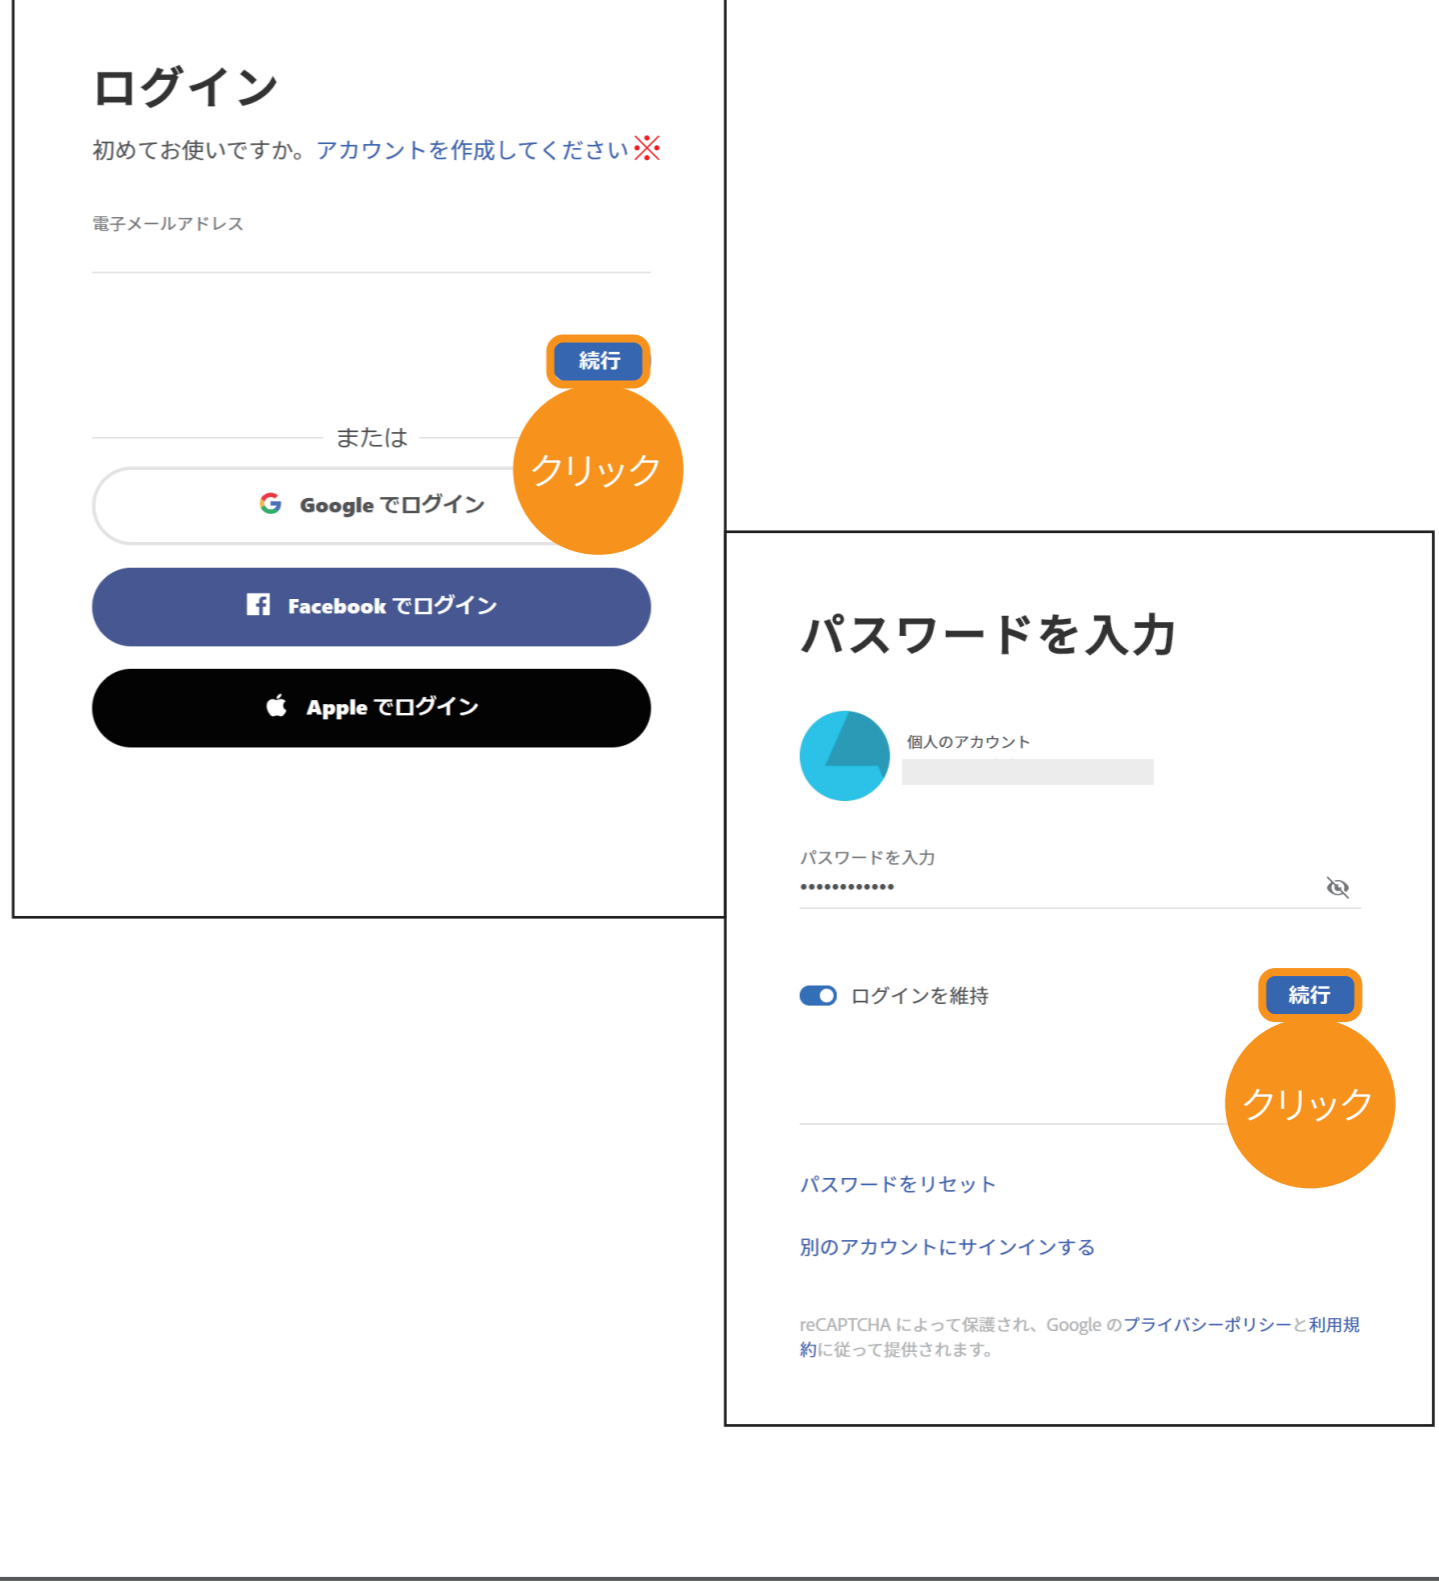 ログイン
初めてお使いですか。アカウントを作成してください※
電子メールアドレス
続行
クリック
または
Google でログイン
Facebook でログイン
Apple でログイン
パスワードを入力
個人のアカウント
パスワードを入力
••••••••••••
ログインを維持
続行
クリック
パスワードをリセット
別のアカウントにサインインする
reCAPTCHA によって保護され、Google のプライバシーポリシーと利用規
約に従って提供されます。